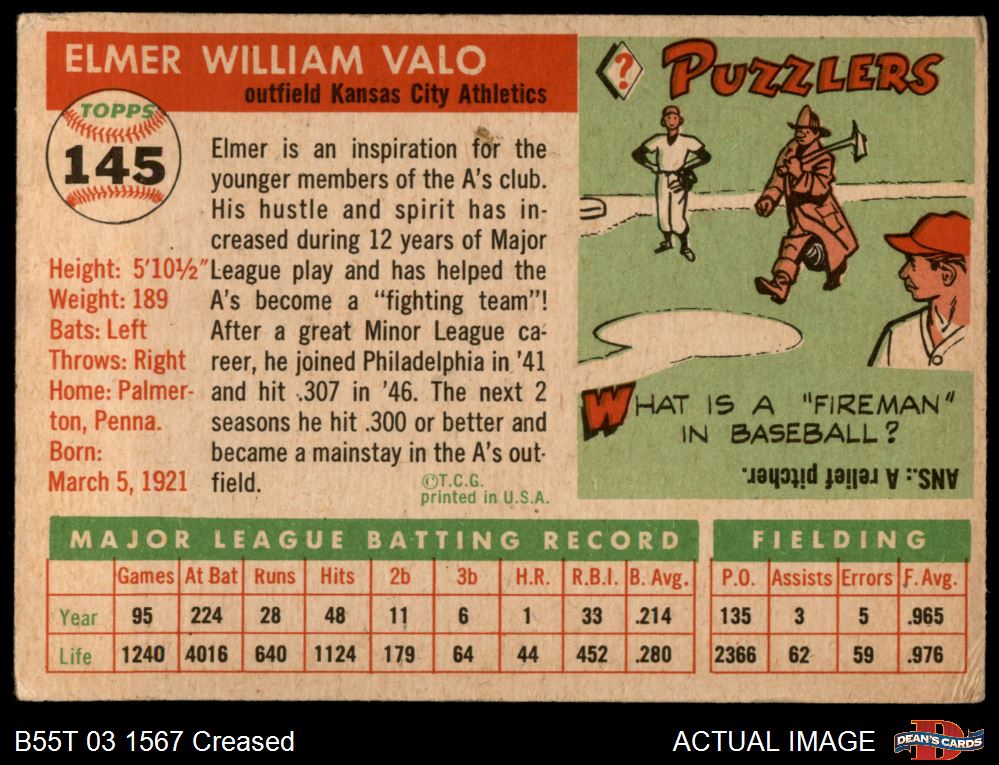 ELMER WILLIAM VALO
outfield Kansas City Athletics
TOPPS
145
Height: 5'10½"
Weight: 189
Bats: Left
Throws: Right
Home: Palmer-
ton, Penna.
Born:
March 5, 1921
Elmer is an inspiration for the
younger members of the A's club.
His hustle and spirit has in-
creased during 12 years of Major
League play and has helped the
A's become a "fighting team"!
After a great Minor League ca-
reer, he joined Philadelphia in '41
and hit .307 in '46. The next 2
seasons he hit .300 or better and
became a mainstay in the A's out-
field.
©T.C.G.
printed in U.S.A.
?
PUZZLERS
WHAT IS A "FIREMAN"
IN BASEBALL?
ANS.: A relief pitcher.
MAJOR LEAGUE BATTING RECORD
Games At Bat Runs Hits 2b 3b H.R. R.B.I. B. Avg.
Year 95 224 28 48 11 6 1 33 .214
Life 1240 4016 640 1124 179 64 44 452 .280
FIELDING
P.O. Assists Errors F. Avg.
135 3 5 .965
2366 62 59 .976
B55T 03 1567 Creased
ACTUAL IMAGE
D
DEAN'S CARDS